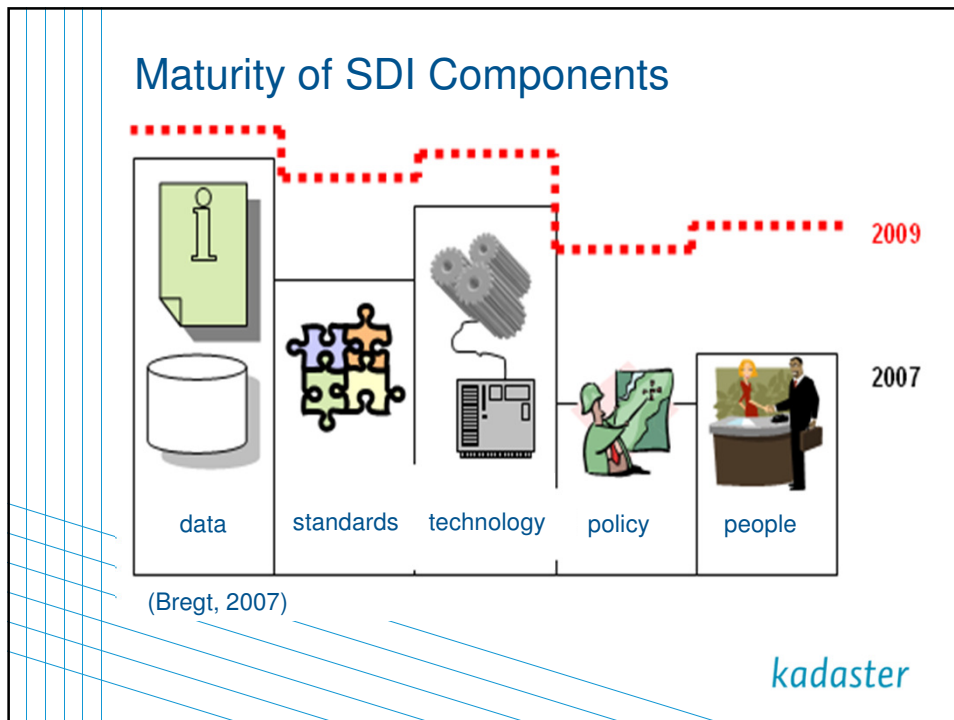 Maturity of SDI Components
2009
2007
data standards technology policy people
(Bregt, 2007)
kadaster